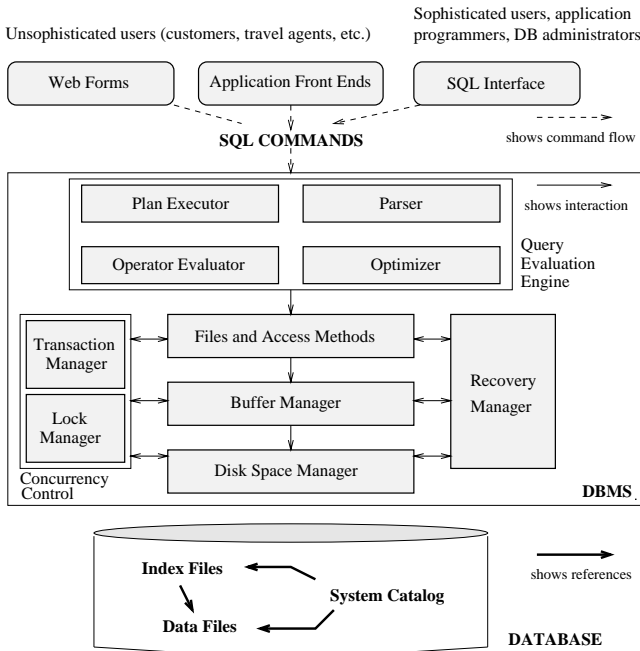 Unsophisticated users (customers, travel agents, etc.)
Sophisticated users, application
programmers, DB administrators
Web Forms
Application Front Ends
SQL Interface
SQL COMMANDS
shows command flow
Plan Executor
Parser
shows interaction
Operator Evaluator
Optimizer
Query
Evaluation
Engine
Transaction
Manager
Files and Access Methods
Recovery
Manager
Lock
Manager
Buffer Manager
Disk Space Manager
Concurrency
Control
DBMS
Index Files
System Catalog
Data Files
shows references
DATABASE